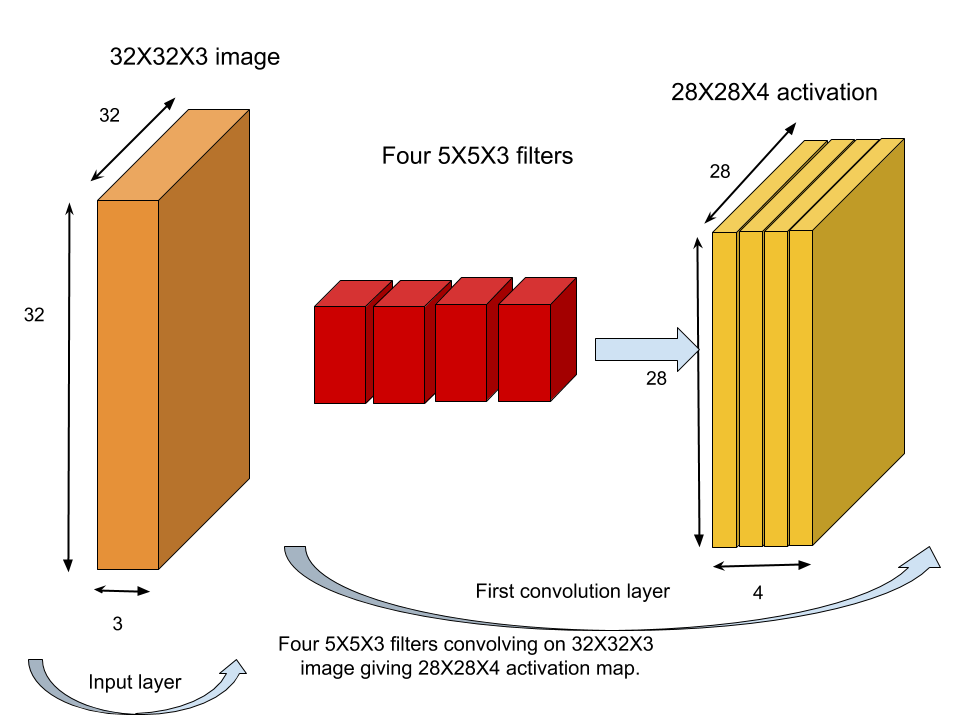 32X32X3 image
28X28X4 activation
32
Four 5X5X3 filters
28
32
28
First convolution layer
4
3
Four 5X5X3 filters convolving on 32X32X3
image giving 28X28X4 activation map.
Input layer